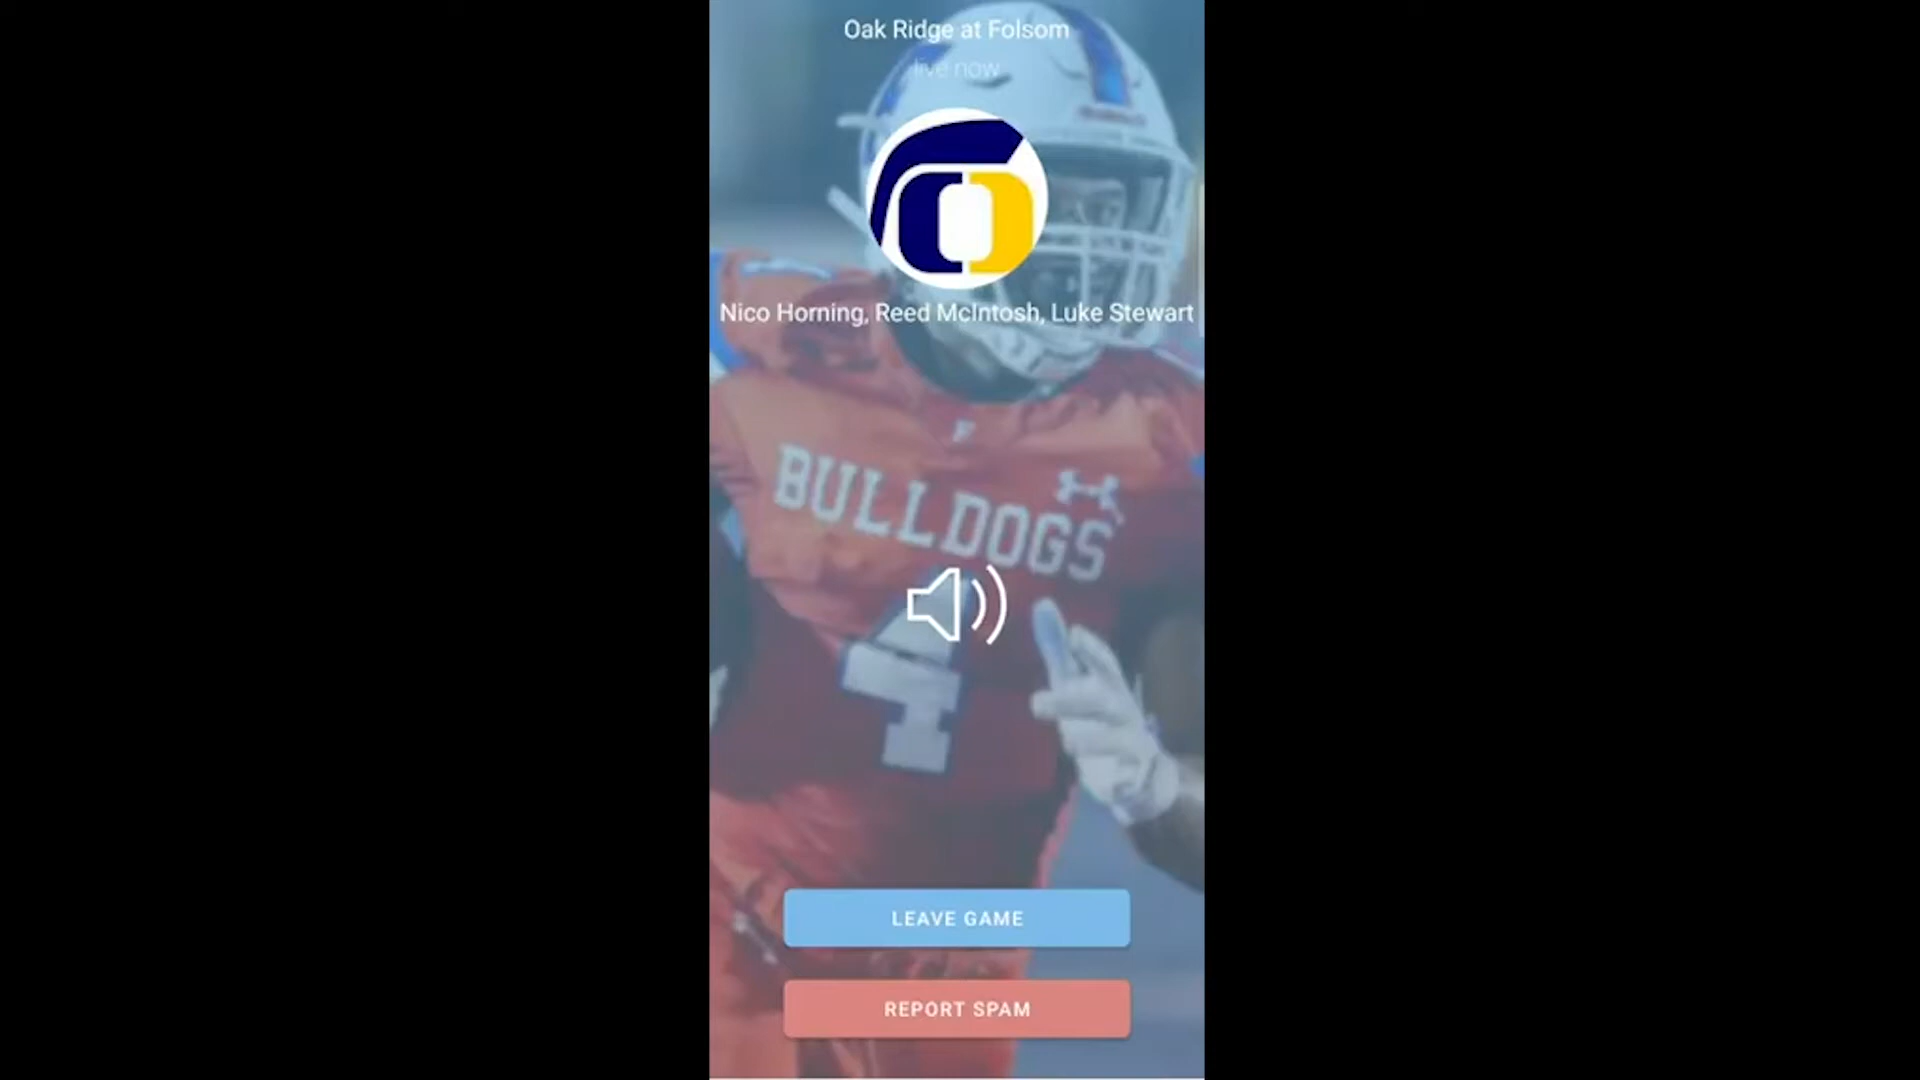 Oak Ridge at Folsom
live now
Nico Horning, Reed McIntosh, Luke Stewart
F
BULLDOGS
4
LEAVE GAME
REPORT SPAM